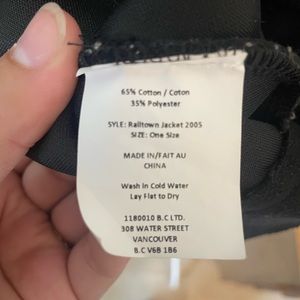 65% Cotton / Coton
35% Polyester
SYLE: Railtown Jacket 2005
SIZE: One Size
MADE IN/FAIT AU
CHINA
Wash In Cold Water
Lay Flat to Dry
1180010 B.C LTD.
308 WATER STREET
VANCOUVER
B.C V6B 1B6